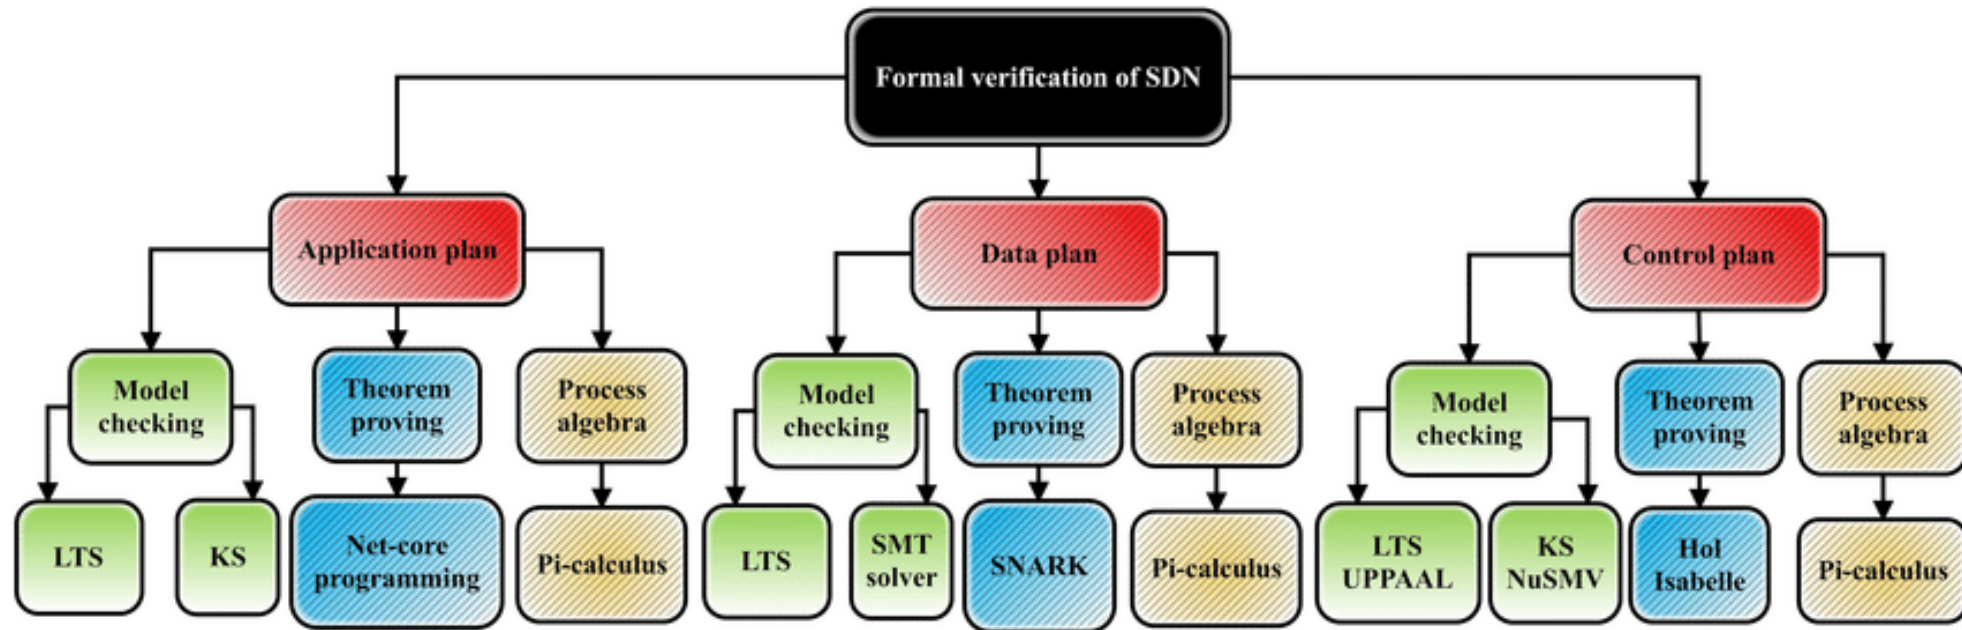 Formal verification of SDN
Application plan
Data plan
Control plan
Model
checking
Theorem
proving
Process
algebra
Model
checking
Theorem
proving
Process
algebra
Model
checking
Theorem
proving
Process
algebra
LTS
KS
Net-core
programming
Pi-calculus
LTS
SMT
solver
SNARK
Pi-calculus
LTS
UPPAAL
KS
NuSMV
Hol
Isabelle
Pi-calculus